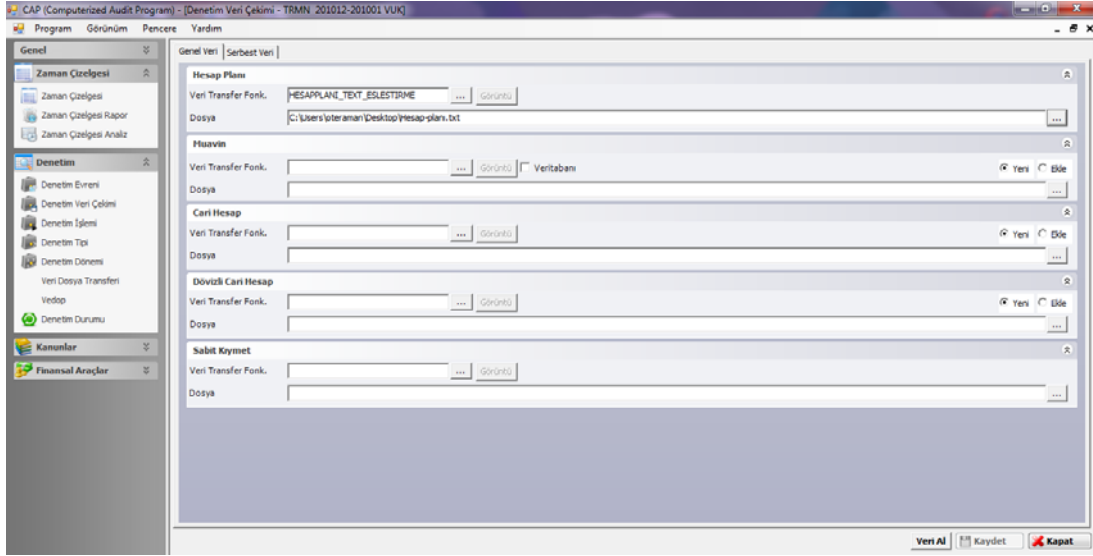 CAP (Computerized Audit Program) - [Denetim Veri Çekimi - TRMN 201012-201001 VUK]
Program Görünüm Pencere Yardım
Genel
Zaman Çizelgesi
Zaman Çizelgesi
Zaman Çizelgesi Rapor
Zaman Çizelgesi Analiz
Denetim
Denetim Evreni
Denetim Veri Çekimi
Denetim İşlemi
Denetim Tipi
Denetim Dönemi
Veri Dosya Transferi
Vedop
Denetim Durumu
Kanunlar
Finansal Araçlar
Genel Veri Serbest Veri
Hesap Planı
Veri Transfer Fonk. HESAPPLANI_TEXT_ESLESTIRME ... Görüntü
Dosya C:\Users\oteraman\Desktop\Hesap-planı.txt ...
Muavin
Veri Transfer Fonk. ... Görüntü Veritabanı Yeni Ekle
Dosya ...
Cari Hesap
Veri Transfer Fonk. ... Görüntü Yeni Ekle
Dosya ...
Dövizli Cari Hesap
Veri Transfer Fonk. ... Görüntü Yeni Ekle
Dosya ...
Sabit Kıymet
Veri Transfer Fonk. ... Görüntü
Dosya ...
Veri Al Kaydet Kapat